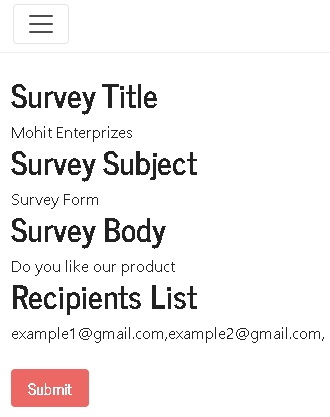 Survey Title
Mohit Enterprizes
Survey Subject
Survey Form
Survey Body
Do you like our product
Recipients List
example1@gmail.com,example2@gmail.com,
Submit